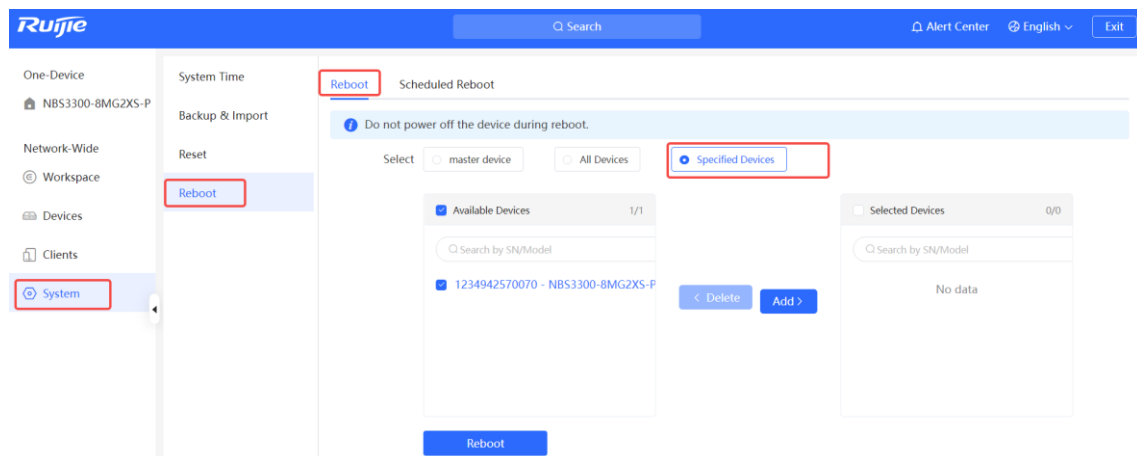 Ruijie
Search
Alert Center
English
Exit
One-Device
NBS3300-8MG2XS-P
Network-Wide
Workspace
Devices
Clients
System
System Time
Backup & Import
Reset
Reboot
Reboot
Scheduled Reboot
Do not power off the device during reboot.
Select
master device
All Devices
Specified Devices
Available Devices
1/1
Search by SN/Model
1234942570070 - NBS3300-8MG2XS-P
< Delete
Add >
Selected Devices
0/0
Search by SN/Model
No data
Reboot